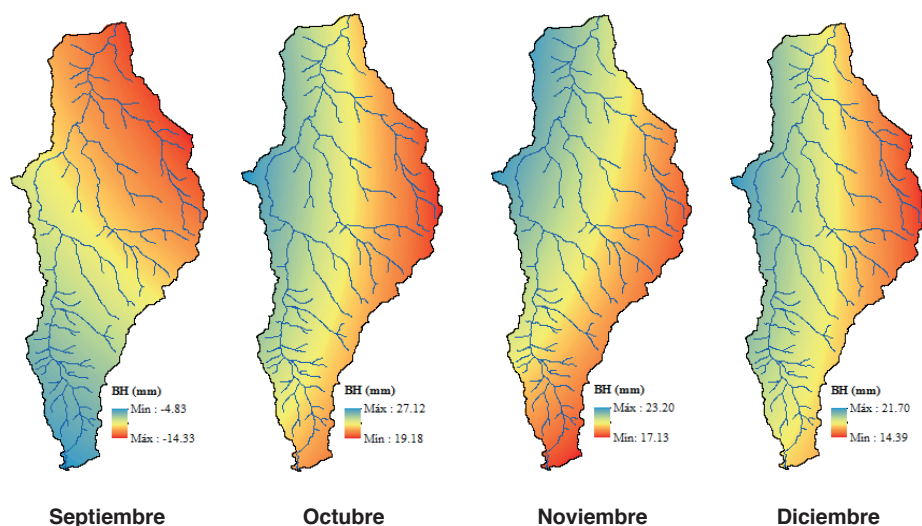 BH (mm)
Min : -4.83
Máx : -14.33
BH (mm)
Máx : 27.12
Min : 19.18
BH (mm)
Máx : 23.20
Min: 17.13
BH (mm)
Máx : 21.70
Min : 14.39
Septiembre
Octubre
Noviembre
Diciembre